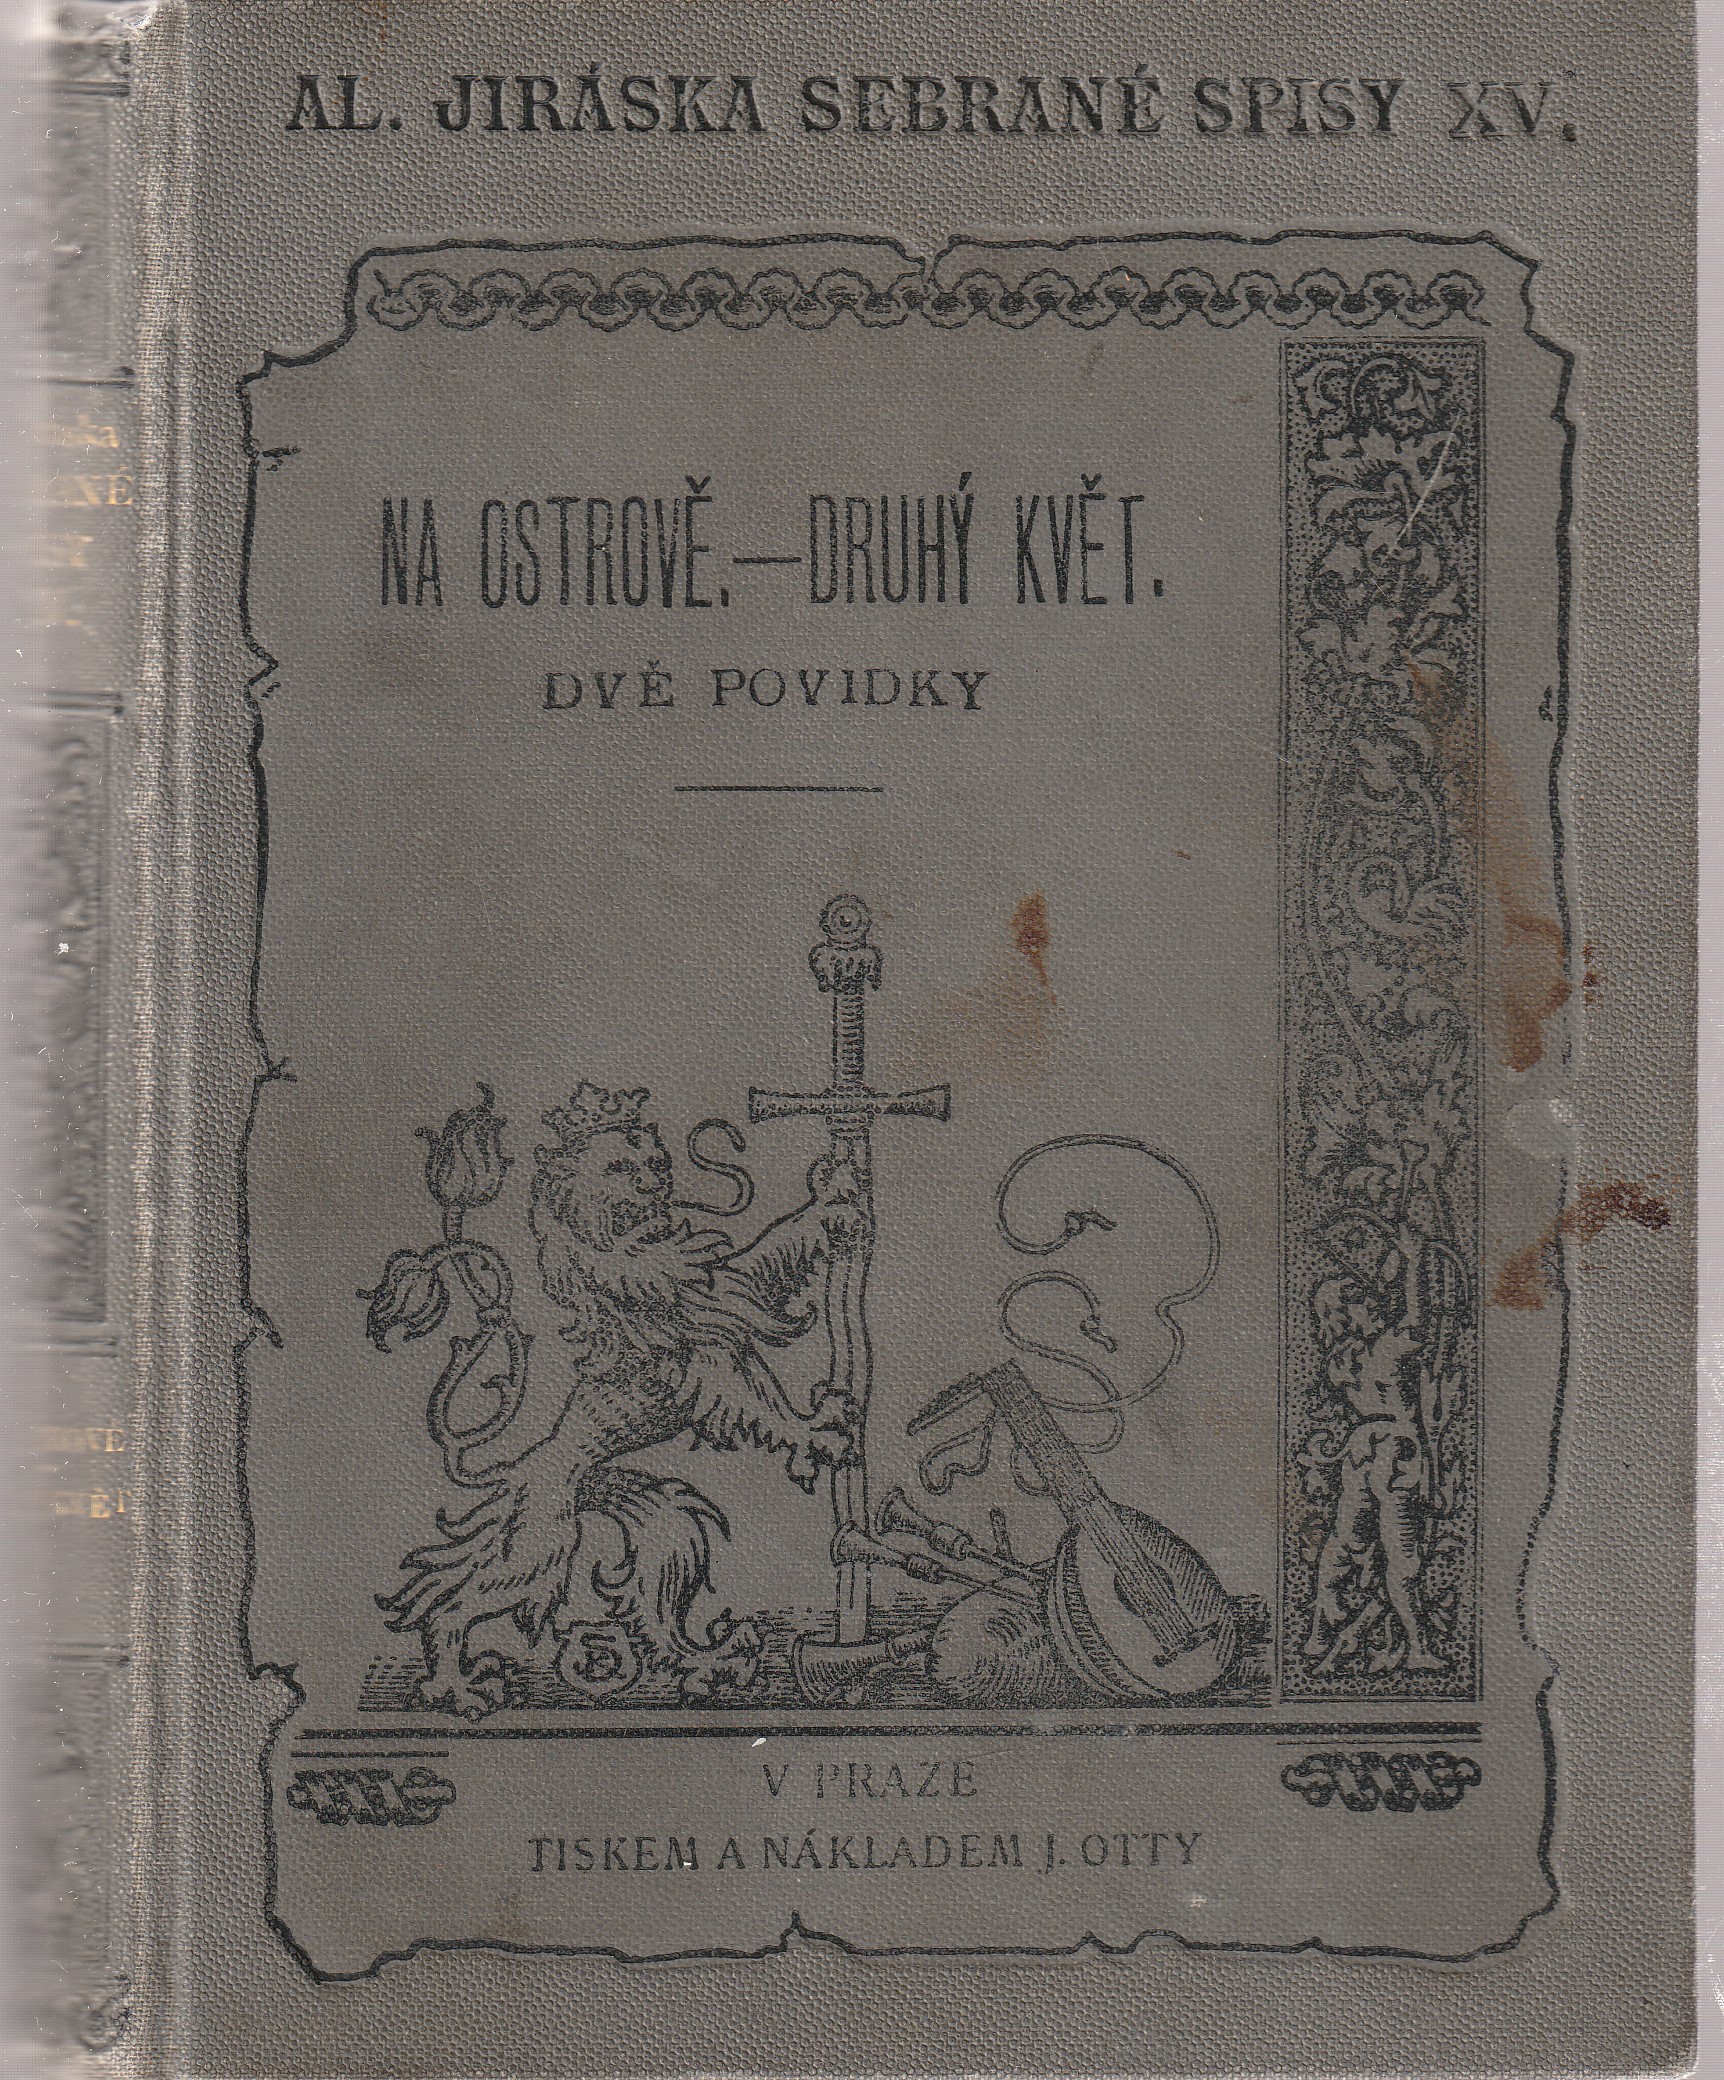 AL. JIRÁSKA SEBRANÉ SPISY XV.
NA OSTROVĚ.—DRUHÝ KVĚT.
DVĚ POVIDKY
V PRAZE
TISKEM A NÁKLADEM J. OTTY